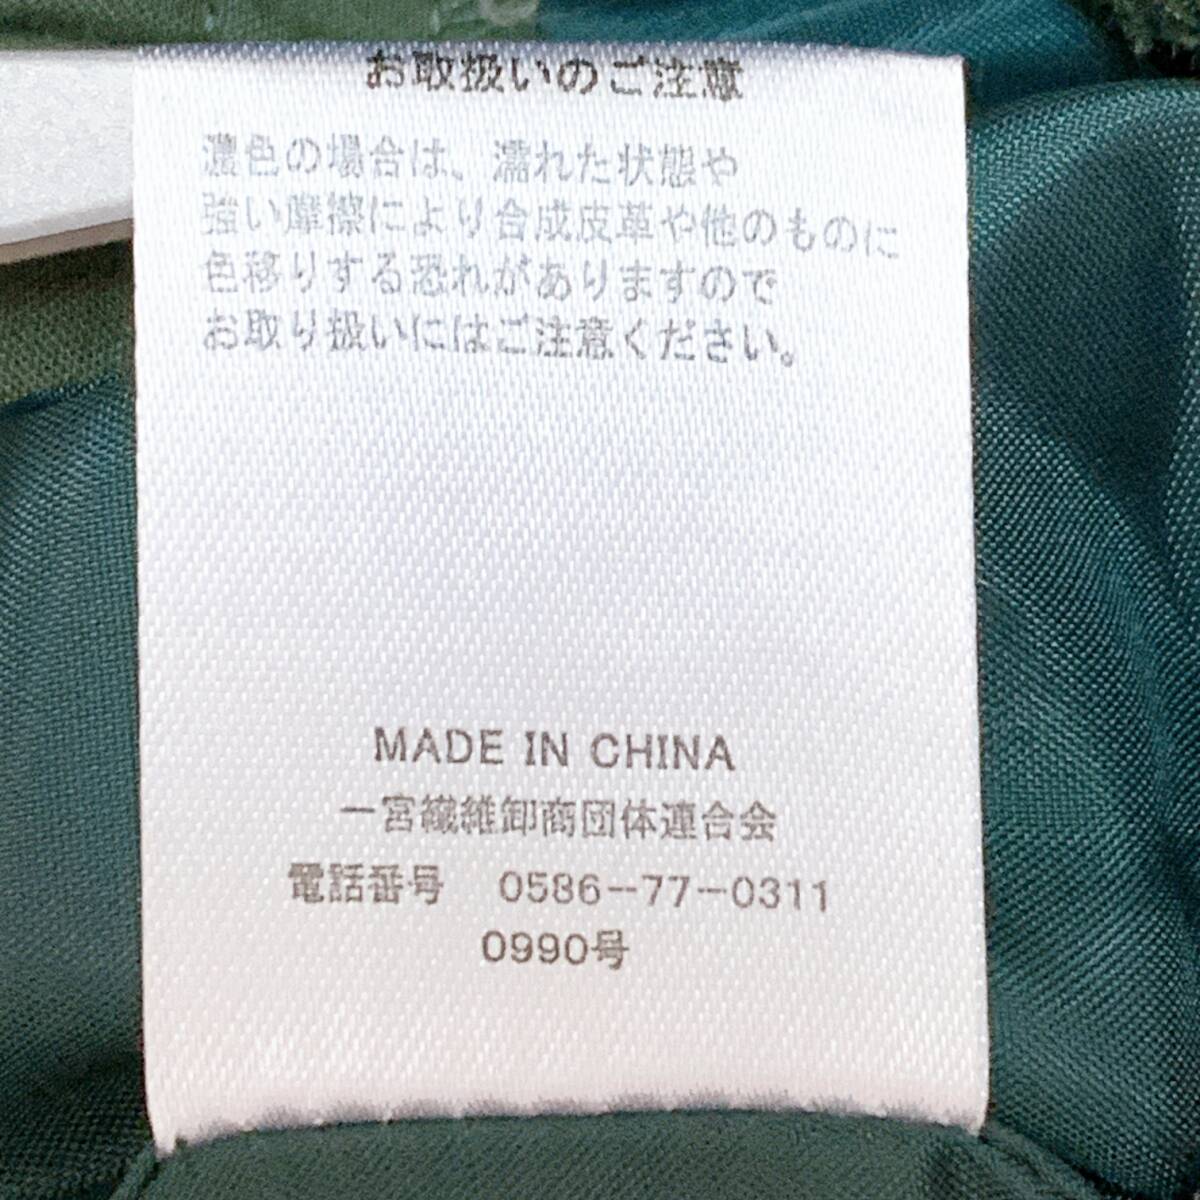 お取扱いのご注意
濃色の場合は、濡れた状態や
強い摩擦により合成皮革や他のものに
色移りする恐れがありますので
お取り扱いにはご注意ください。
MADE IN CHINA
一宮繊維卸商団体連合会
電話番号 0586-77-0311
0990号